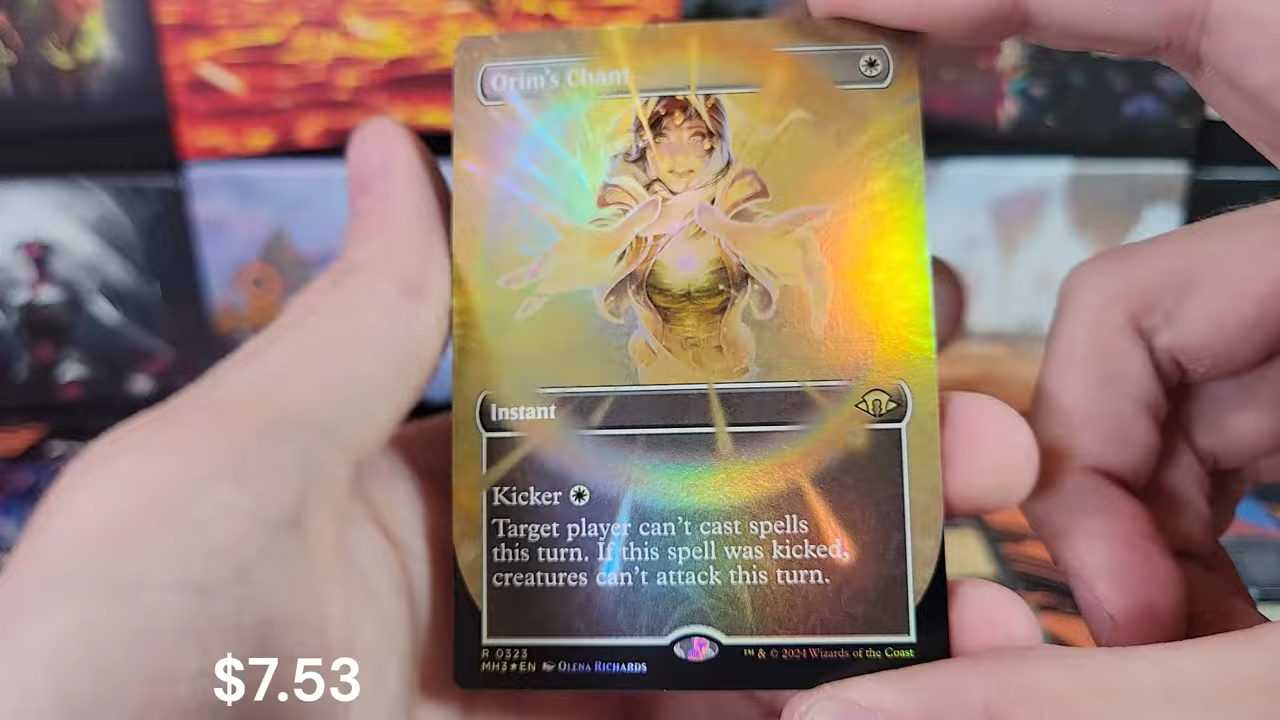 Orim's Chant
Instant
Kicker
Target player can't cast spells
this turn. If this spell was kicked,
creatures can't attack this turn.
R 0323
MH3★EN OLENA RICHARDS
™ & © 2024 Wizards of the Coast
$7.53